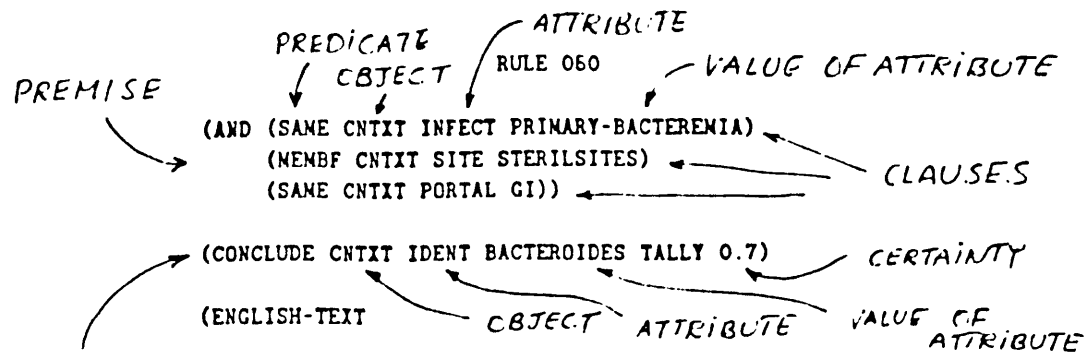 ATTRIBUTE
PREDICATE
OBJECT RULE 060 VALUE OF ATTRIBUTE
PREMISE
(AND (SAME CNTXT INFECT PRIMARY-BACTEREMIA)
(MEMBF CNTXT SITE STERILSITES)
CLAUSES
(SAME CNTXT PORTAL GI))
(CONCLUDE CNTXT IDENT BACTEROIDES TALLY 0.7) CERTAINTY
(ENGLISH-TEXT OBJECT ATTRIBUTE VALUE OF
ATTRIBUTE